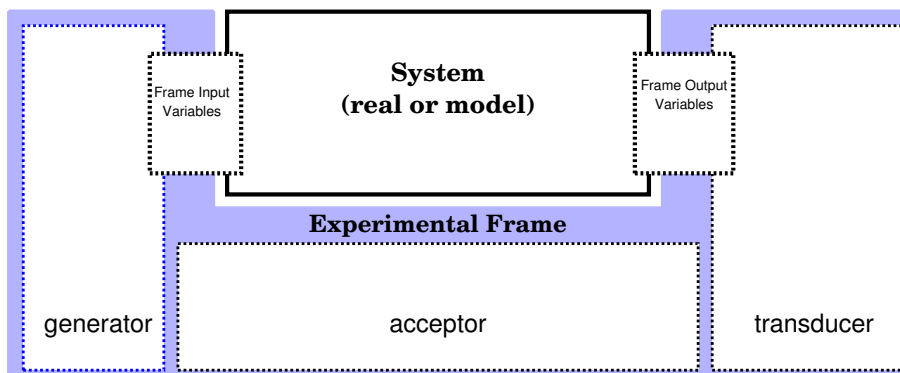 System
(real or model)
Frame Input
Variables
Frame Output
Variables
Experimental Frame
generator
acceptor
transducer